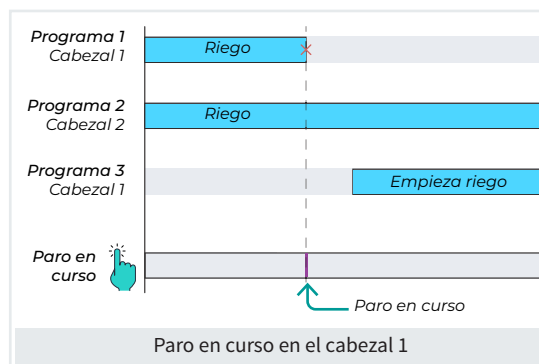 Programa 1
Cabezal 1
Riego
Programa 2
Cabezal 2
Riego
Programa 3
Cabezal 1
Empieza riego
Paro en
curso
Paro en curso
Paro en curso en el cabezal 1